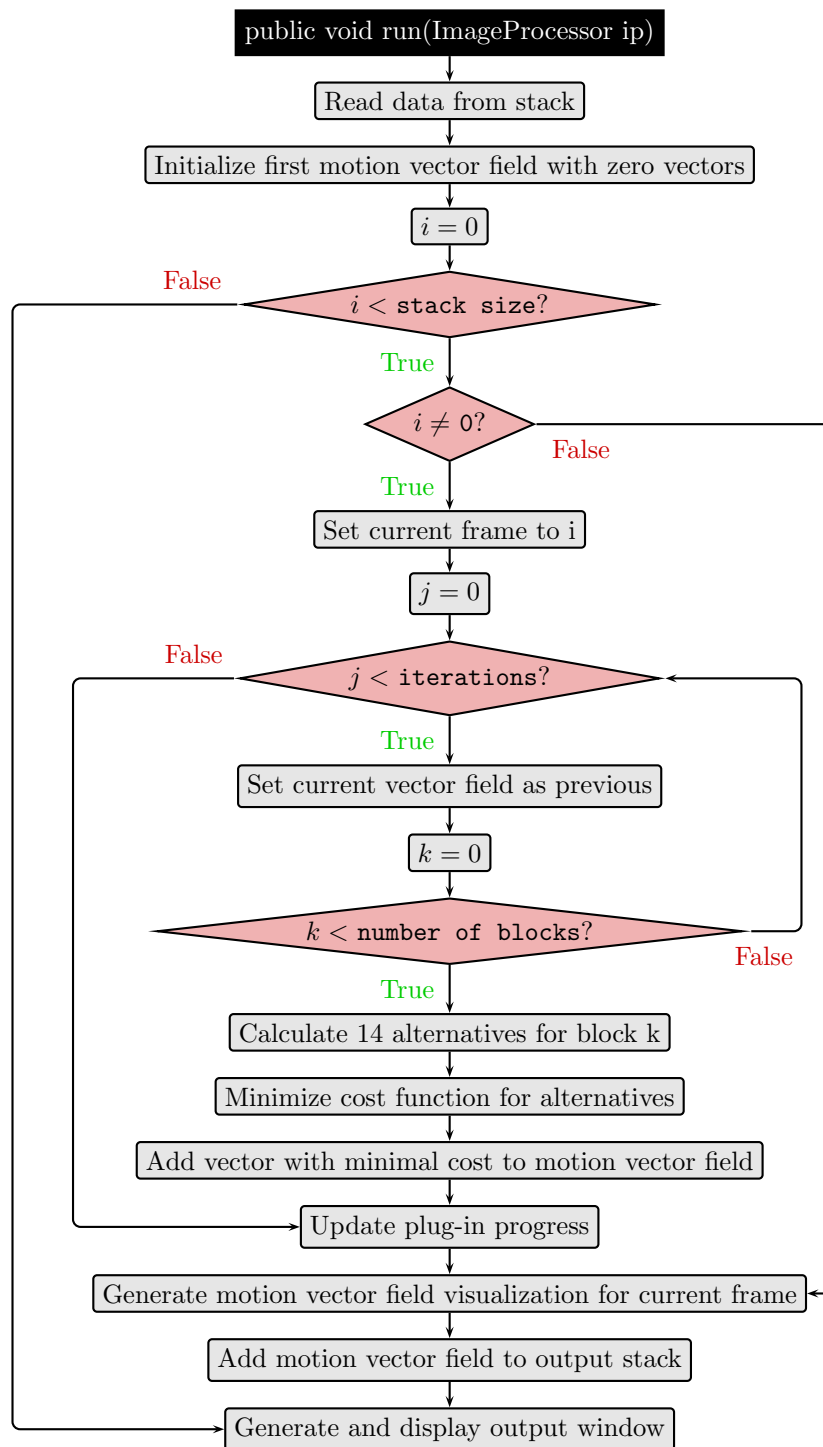 public void run(ImageProcessor ip)
Read data from stack
Initialize first motion vector field with zero vectors
i = 0
False
i < stack size?
True
i ≠ 0?
False
True
Set current frame to i
j = 0
False
j < iterations?
True
Set current vector field as previous
k = 0
k < number of blocks?
False
True
Calculate 14 alternatives for block k
Minimize cost function for alternatives
Add vector with minimal cost to motion vector field
Update plug-in progress
Generate motion vector field visualization for current frame
Add motion vector field to output stack
Generate and display output window